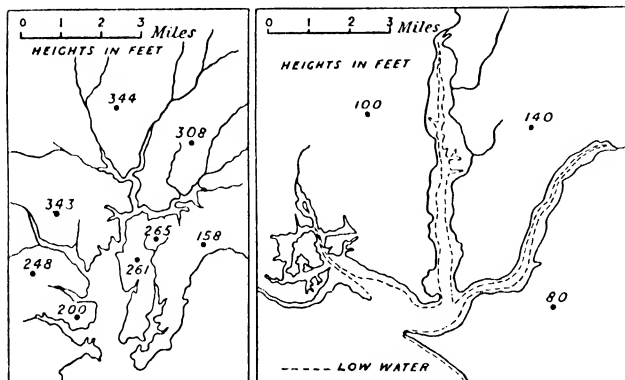 0 1 2 3
Miles
HEIGHTS IN FEET
344
308
343
265
158
248
261
200
0 1 2 3
Miles
HEIGHTS IN FEET
100
140
80
LOW WATER